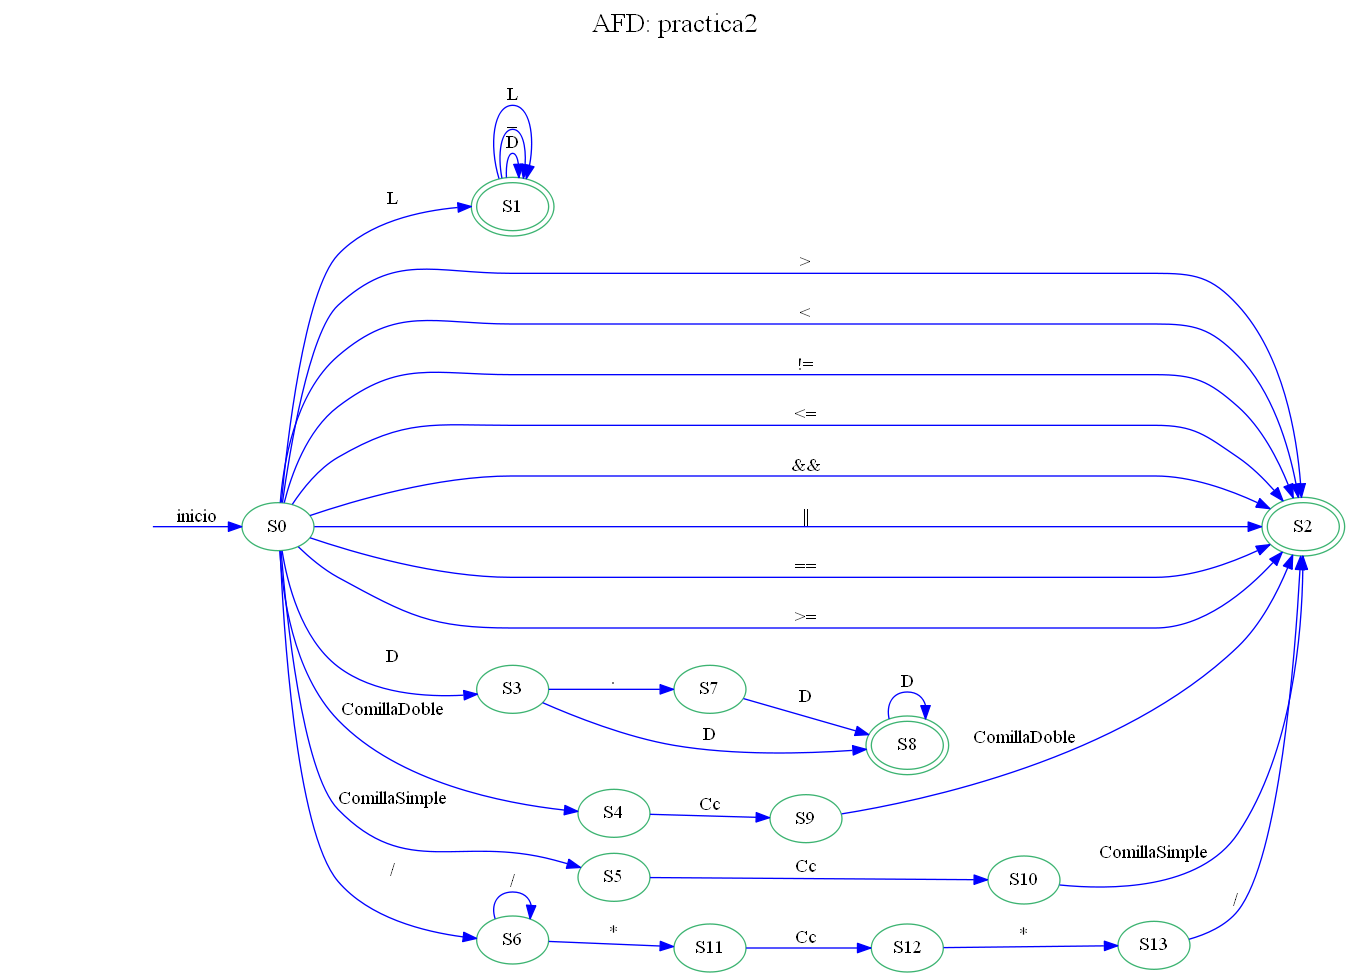 AFD: practica2
L
_
D
L
S1
>
<
!=
<=
&&
inicio
S0
||
S2
==
>=
D
S3
.
S7
D
D
D
S8
ComillaDoble
ComillaDoble
ComillaSimple
S4
Cc
S9
S5
Cc
S10
ComillaSimple
/
/
S6
*
S11
Cc
S12
*
S13
/